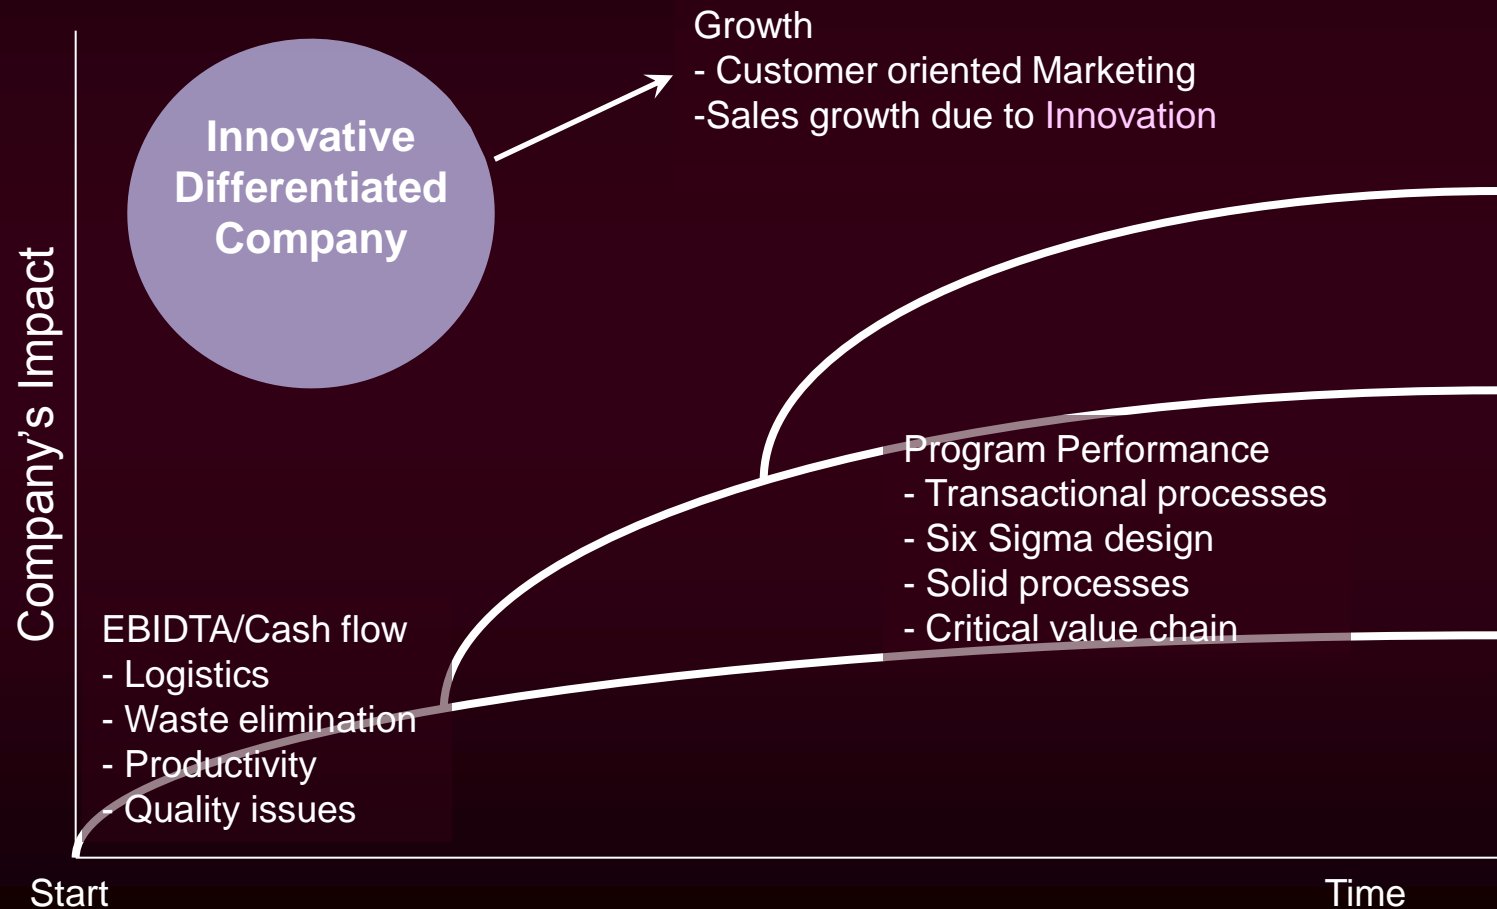 Growth
- Customer oriented Marketing
-Sales growth due to Innovation
Innovative
Differentiated
Company
Company’s Impact
Program Performance
- Transactional processes
- Six Sigma design
- Solid processes
- Critical value chain
EBIDTA/Cash flow
- Logistics
- Waste elimination
- Productivity
- Quality issues
Start
Time